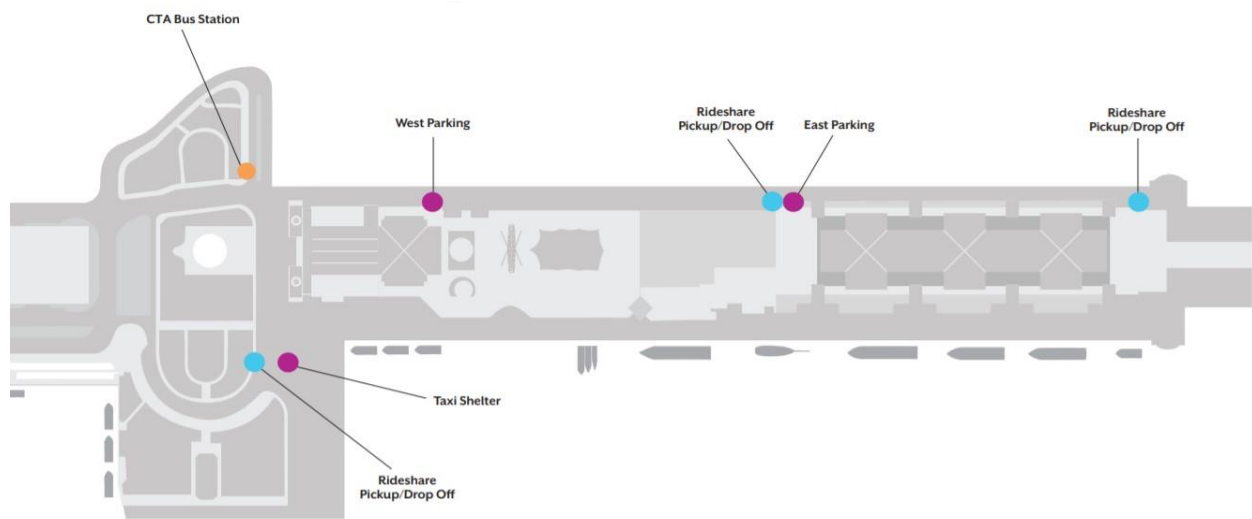 CTA Bus Station
West Parking
Rideshare
Pickup/Drop Off
East Parking
Rideshare
Pickup/Drop Off
Taxi Shelter
Rideshare
Pickup/Drop Off